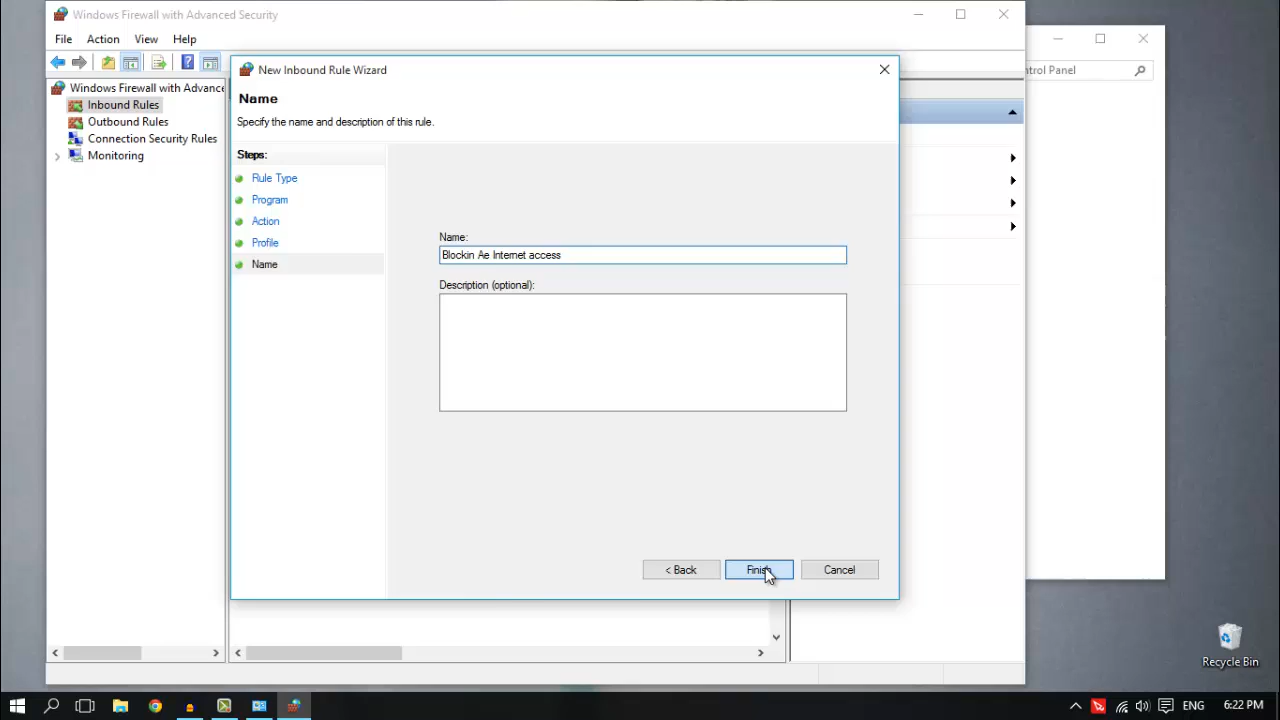 Windows Firewall with Advanced Security
File Action View Help
New Inbound Rule Wizard
Name
Specify the name and description of this rule.
Windows Firewall with Advance
Inbound Rules
Outbound Rules
Connection Security Rules
Monitoring
Steps:
Rule Type
Program
Action
Profile
Name
Name:
Blockin Ae Internet access
Description (optional):
< Back Finish Cancel
ntrol Panel
Recycle Bin
ENG 6:22 PM